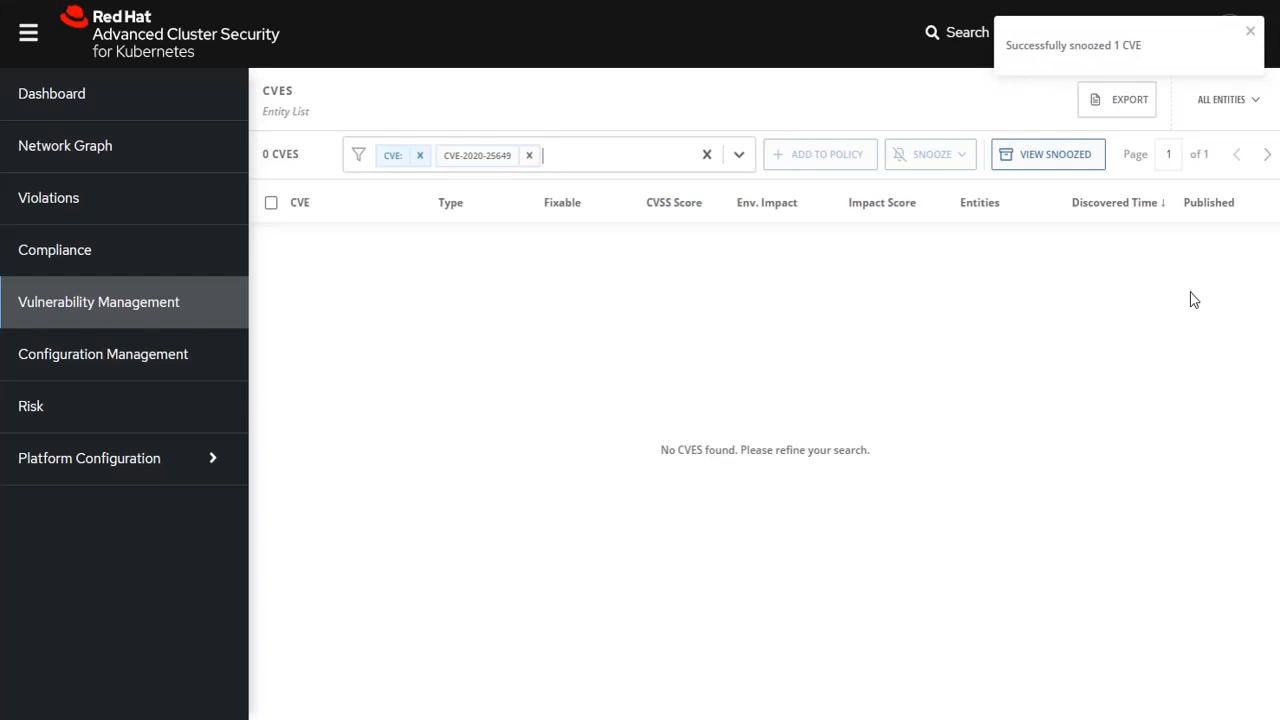 Red Hat
Advanced Cluster Security
for Kubernetes
Search
Successfully snoozed 1 CVE
Dashboard
Network Graph
Violations
Compliance
Vulnerability Management
Configuration Management
Risk
Platform Configuration
CVES
Entity List
EXPORT
ALL ENTITIES
0 CVES
CVE:
CVE-2020-25649
ADD TO POLICY
SNOOZE
VIEW SNOOZED
Page 1 of 1
CVE Type Fixable CVSS Score Env. Impact Impact Score Entities Discovered Time ↓ Published
No CVES found. Please refine your search.